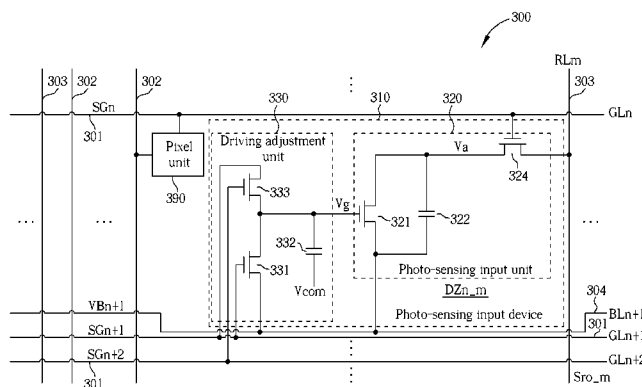 300
RLm
303
302
302
303
SGn
301
GLn
330
310
320
Driving adjustment
unit
Pixel
unit
390
333
Va
324
Vg
321
322
332
331
Vcom
...
...
...
Photo-sensing input unit
DZn_m
VBn+1
304
Photo-sensing input device
BLn+1
SGn+1
301
GLn+1
SGn+2
GLn+2
301
Sro_m